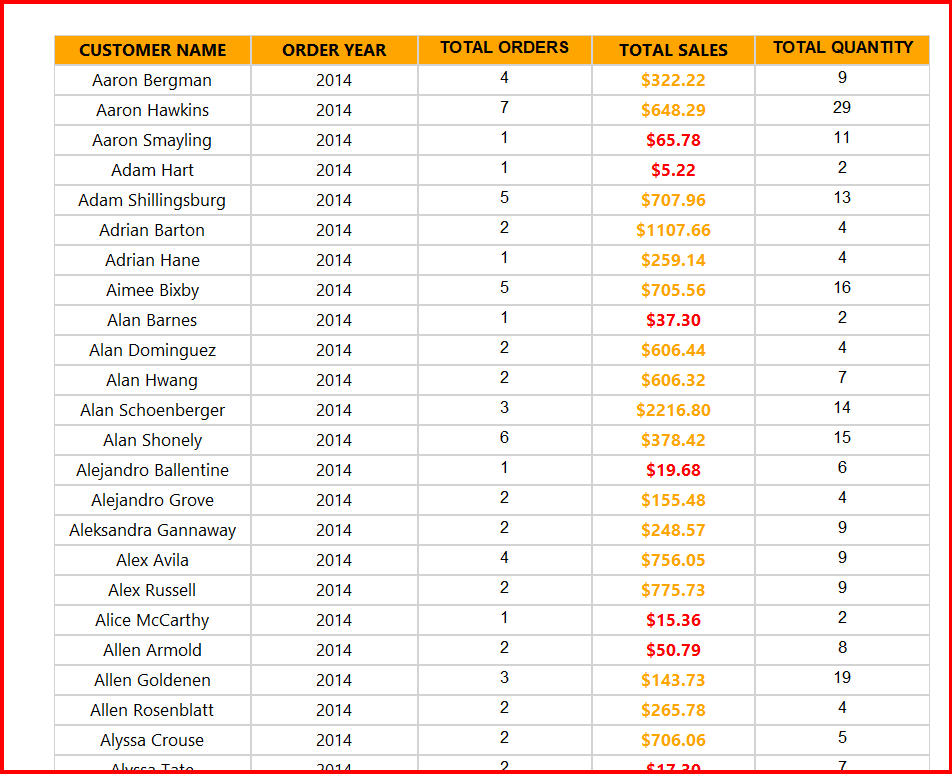 CUSTOMER NAME ORDER YEAR TOTAL ORDERS TOTAL SALES TOTAL QUANTITY
Aaron Bergman 2014 4 $322.22 9
Aaron Hawkins 2014 7 $648.29 29
Aaron Smayling 2014 1 $65.78 11
Adam Hart 2014 1 $5.22 2
Adam Shillingsburg 2014 5 $707.96 13
Adrian Barton 2014 2 $1107.66 4
Adrian Hane 2014 1 $259.14 4
Aimee Bixby 2014 5 $705.56 16
Alan Barnes 2014 1 $37.30 2
Alan Dominguez 2014 2 $606.44 4
Alan Hwang 2014 2 $606.32 7
Alan Schoenberger 2014 3 $2216.80 14
Alan Shonely 2014 6 $378.42 15
Alejandro Ballentine 2014 1 $19.68 6
Alejandro Grove 2014 2 $155.48 4
Aleksandra Gannaway 2014 2 $248.57 9
Alex Avila 2014 4 $756.05 9
Alex Russell 2014 2 $775.73 9
Alice McCarthy 2014 1 $15.36 2
Allen Armold 2014 2 $50.79 8
Allen Goldenen 2014 3 $143.73 19
Allen Rosenblatt 2014 2 $265.78 4
Alyssa Crouse 2014 2 $706.06 5
Alyssa Tate 2014 2 $17.30 7